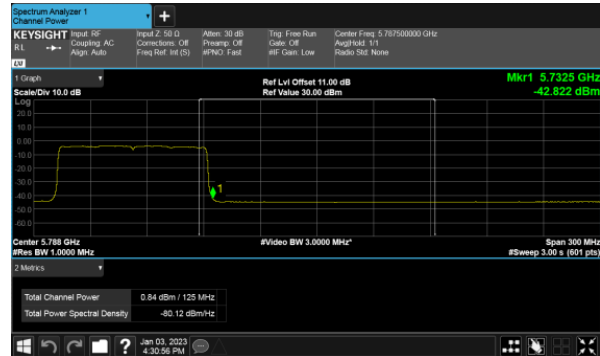 Spectrum Analyzer 1
Channel Power
KEYSIGHT Input: RF Input Z: 50 Ω Atten: 30 dB Trig: Free Run Center Freq: 5.787500000 GHz
RL Coupling: AC Corrections: Off Preamp: Off Gate: Off Avg|Hold: 1/1
Align: Auto Freq Ref: Int (S) #PNO: Fast #IF Gain: Low Radio Std: None
LXI
1 Graph Ref Lvl Offset 11.00 dB Mkr1 5.7325 GHz
Scale/Div 10.0 dB Ref Value 30.00 dBm -42.822 dBm
Log
20.0
10.0
0.00
-10.0
-20.0
-30.0
-40.0
-50.0
-60.0
1
Center 5.788 GHz #Video BW 3.0000 MHz* Span 300 MHz
#Res BW 1.0000 MHz #Sweep 3.00 s (601 pts)
2 Metrics
Total Channel Power 0.84 dBm / 125 MHz
Total Power Spectral Density -80.12 dBm/Hz
? Jan 03, 2023
4:30:56 PM